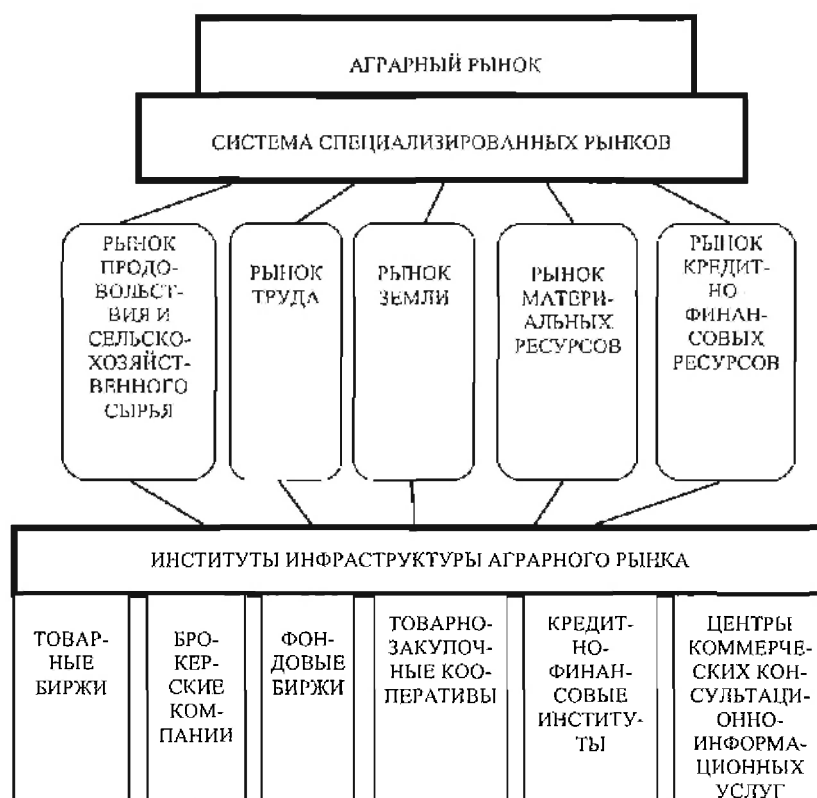 АГРАРНЫЙ РЫНОК
СИСТЕМА СПЕЦИАЛИЗИРОВАННЫХ РЫНКОВ
РЫНОК
ПРОДО-
ВОЛЬСТ-
ВИЯ И
СЕЛЬСКО-
ХОЗЯЙСТ-
ВЕННОГО
СЫРЬЯ
РЫНОК
ТРУДА
РЫНОК
ЗЕМЛИ
РЫНОК
МАТЕРИ-
АЛЬНЫХ
РЕСУРСОВ
РЫНОК
КРЕДИТ-
НО
ФИНАН-
СОВЫХ
РЕСУРСОВ
ИНСТИТУТЫ ИНФРАСТРУКТУРЫ АГРАРНОГО РЫНКА
ТОВАР-
НЫЕ
БИРЖИ
БРО-
КЕР-
СКИЕ
КОМ-
ПАНИИ
ФОН-
ДОВЫЕ
БИРЖИ
ТОВАРНО-
ЗАКУПОЧ-
НЫЕ КОО-
ПЕРАТИВЫ
КРЕДИТ-
НО-
ФИНАН-
СОВЫЕ
ИНСТИТУ-
ТЫ
ЦЕНТРЫ
КОММЕРЧЕ-
СКИХ КОН-
СУЛЬТАЦИ-
ОННО-
ИНФОРМА-
ЦИОННЫХ
УСЛУГ